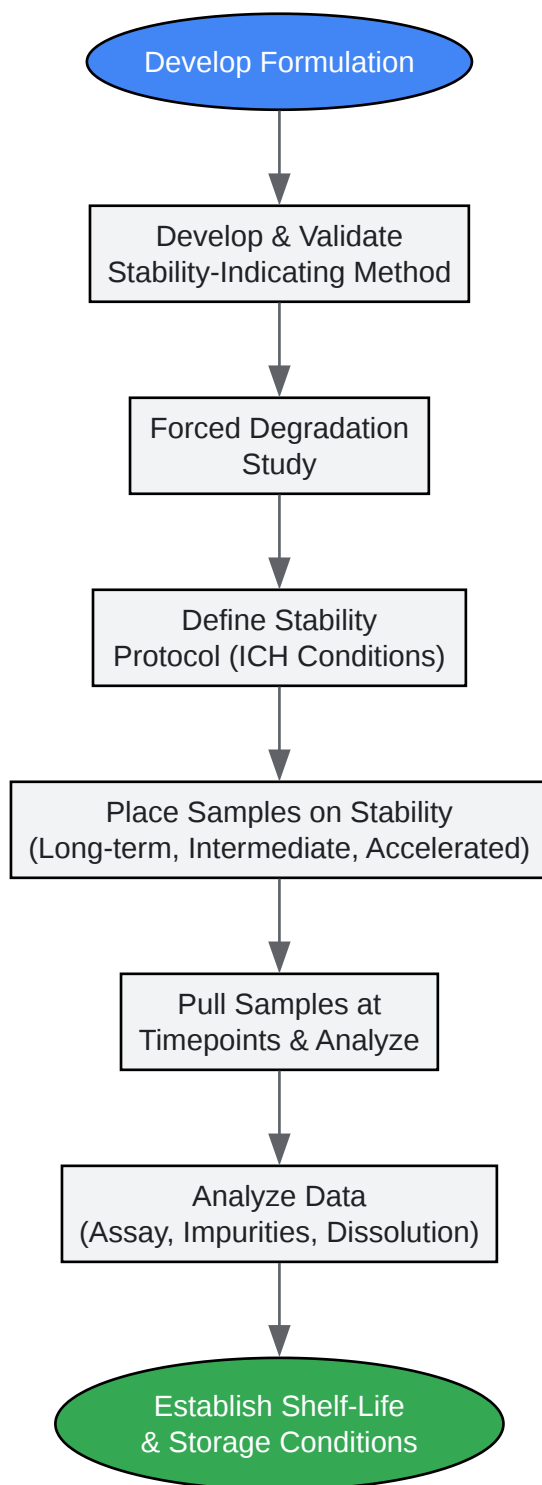 Develop Formulation
Develop & Validate
Stability-Indicating Method
Forced Degradation
Study
Define Stability
Protocol (ICH Conditions)
Place Samples on Stability
(Long-term, Intermediate, Accelerated)
Pull Samples at
Timepoints & Analyze
Analyze Data
(Assay, Impurities, Dissolution)
Establish Shelf-Life
& Storage Conditions